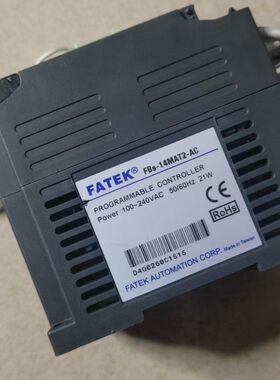 FATEK® FBs-14MAT2-AC
PROGRAMMABLE CONTROLLER
Power 100~240VAC 50/60Hz 21W
CE
RoHs
D4Q0260C1515
FATEK AUTOMATION CORP. Made in Taiwan